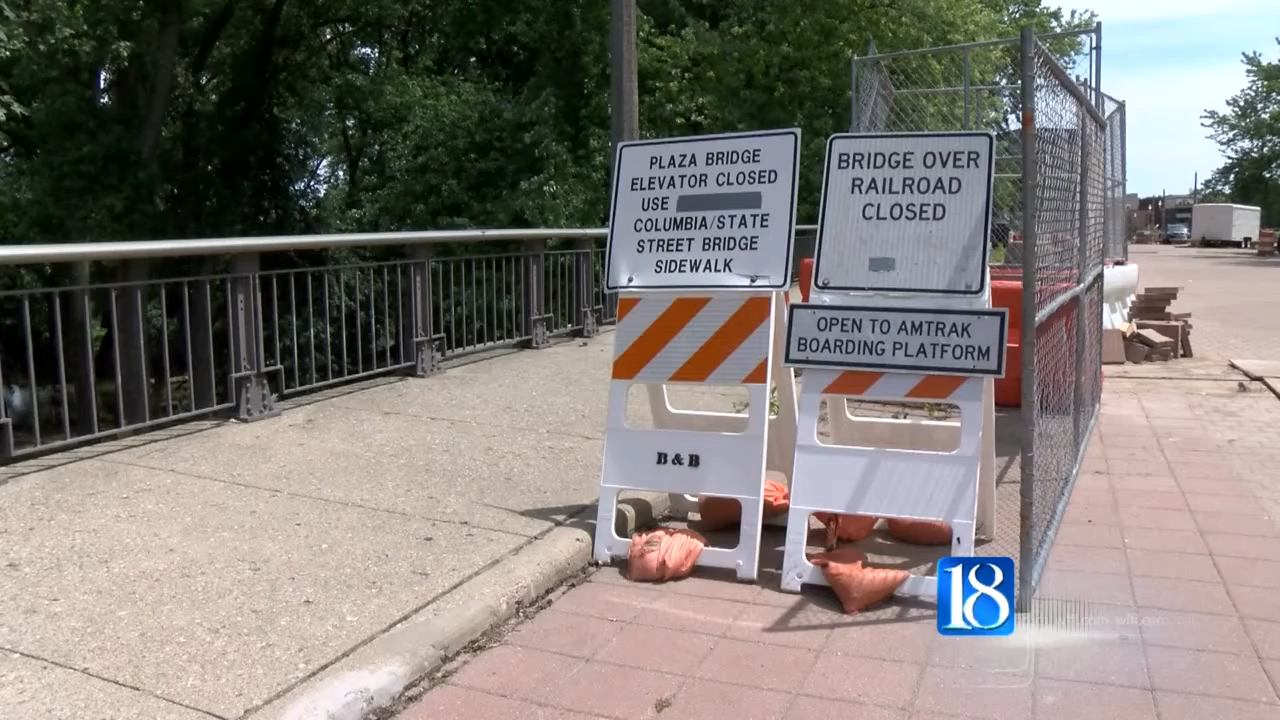 PLAZA BRIDGE
ELEVATOR CLOSED
USE
COLUMBIA/STATE
STREET BRIDGE
SIDEWALK
BRIDGE OVER
RAILROAD
CLOSED
OPEN TO AMTRAK
BOARDING PLATFORM
B & B
18